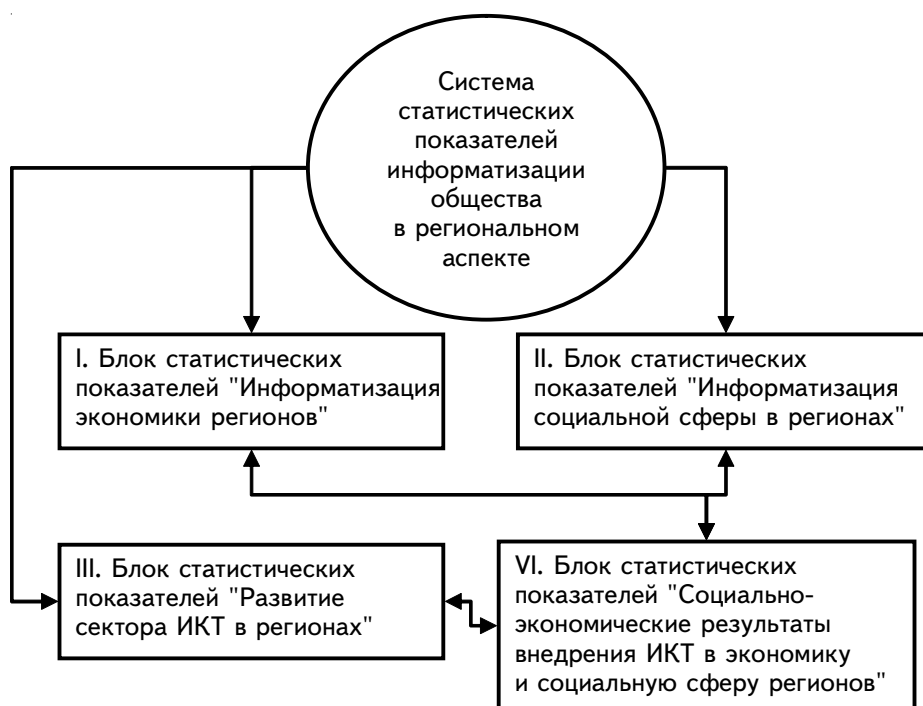 Система
статистических
показателей
информатизации
общества
в региональном
аспекте
I. Блок статистических
показателей "Информатизация
экономики регионов"
II. Блок статистических
показателей "Информатизация
социальной сферы в регионах"
III. Блок статистических
показателей "Развитие
сектора ИКТ в регионах"
VI. Блок статистических
показателей "Социально-
экономические результаты
внедрения ИКТ в экономику
и социальную сферу регионов"